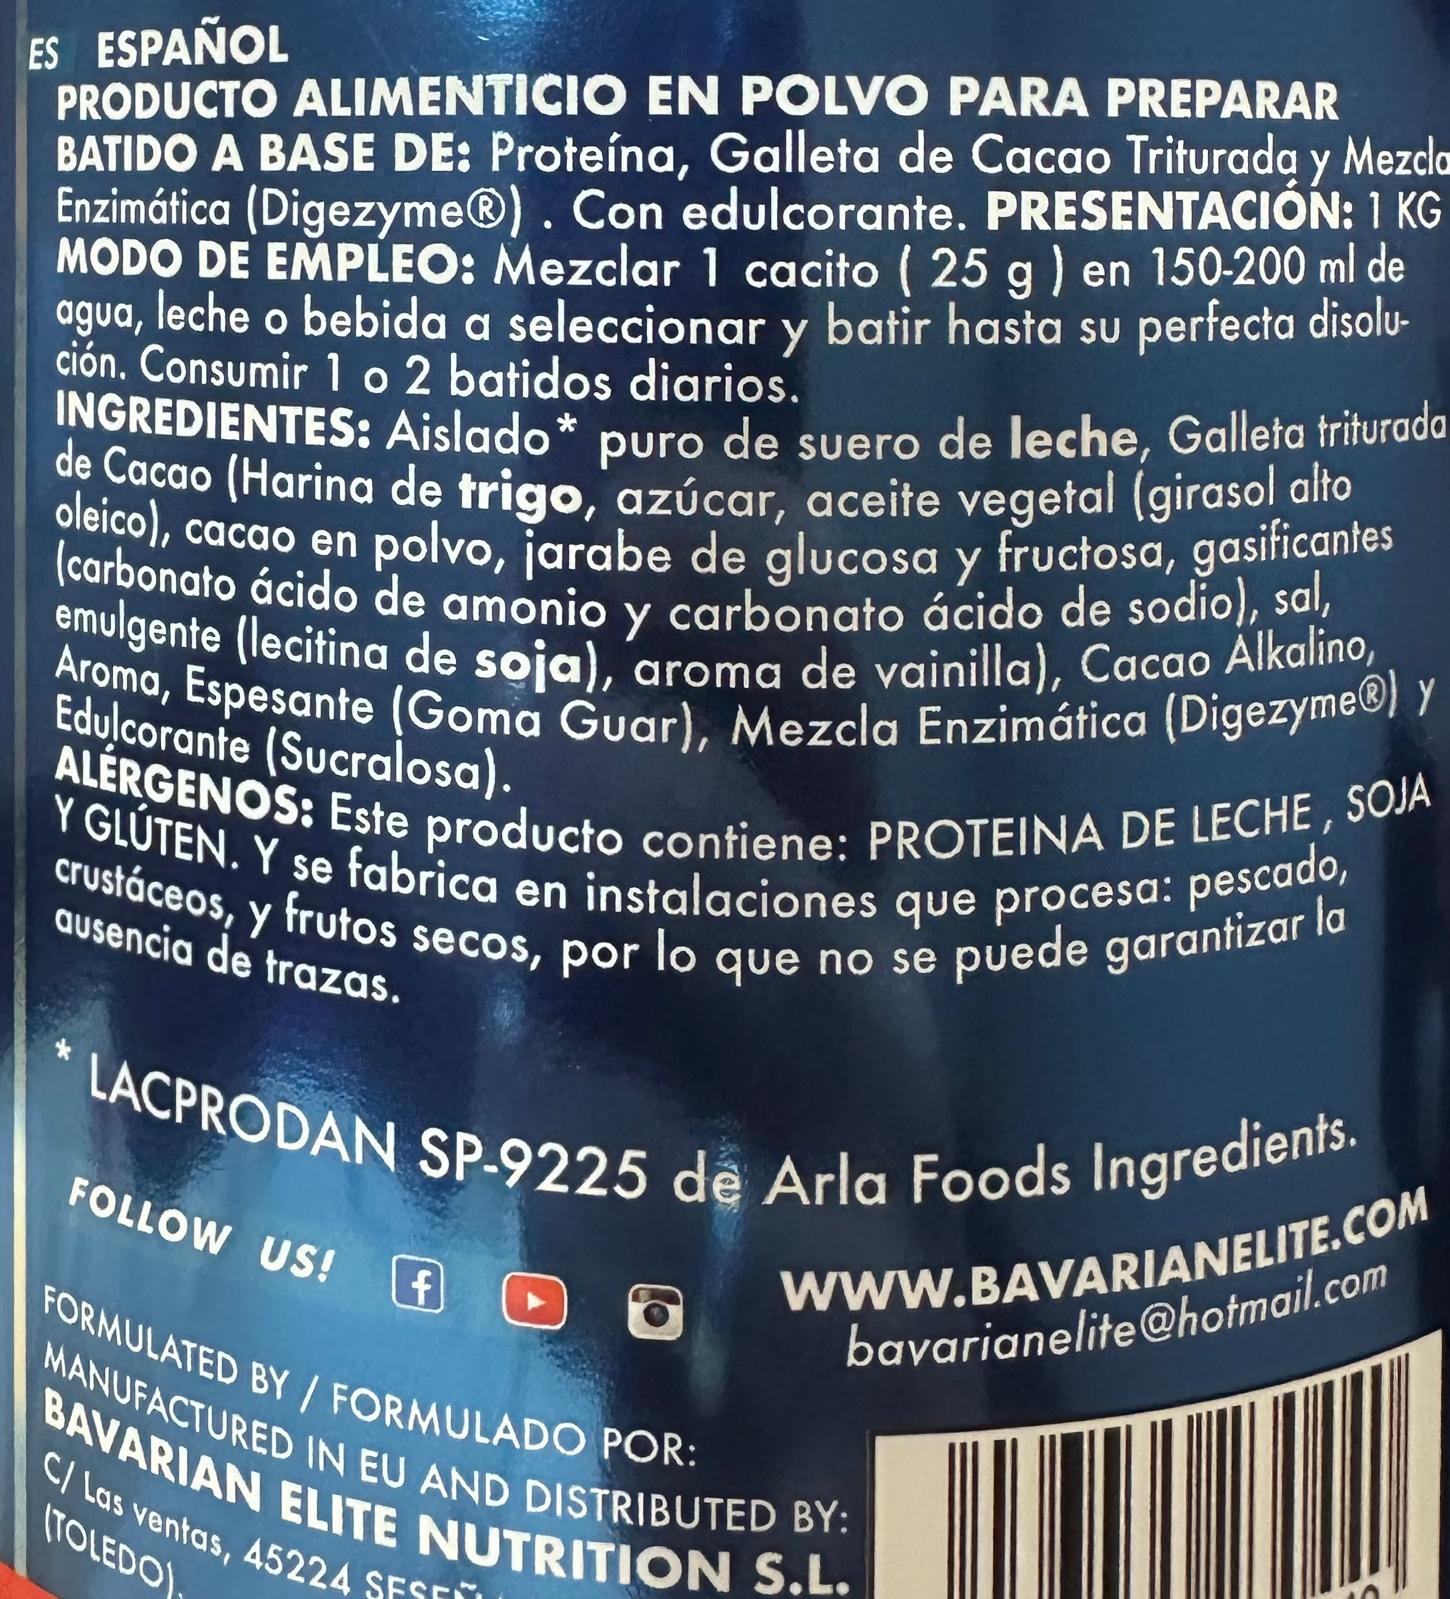 ES ESPAÑOL
PRODUCTO ALIMENTICIO EN POLVO PARA PREPARAR
BATIDO A BASE DE: Proteína, Galleta de Cacao Triturada y Mezcla
Enzimática (Digezyme®) . Con edulcorante. PRESENTACIÓN: 1 KG
MODO DE EMPLEO: Mezclar 1 cacito ( 25 g ) en 150-200 ml de
agua, leche o bebida a seleccionar y batir hasta su perfecta disolu-
ción. Consumir 1 o 2 batidos diarios.
INGREDIENTES: Aislado* puro de suero de leche, Galleta triturada
de Cacao (Harina de trigo, azúcar, aceite vegetal (girasol alto
oleico), cacao en polvo, jarabe de glucosa y fructosa, gasificantes
(carbonato ácido de amonio y carbonato ácido de sodio), sal,
emulgente (lecitina de soja), aroma de vainilla), Cacao Alkalino,
Aroma, Espesante (Goma Guar), Mezcla Enzimática (Digezyme®) y
Edulcorante (Sucralosa).
ALÉRGENOS: Este producto contiene: PROTEINA DE LECHE , SOJA
Y GLÚTEN. Y se fabrica en instalaciones que procesa: pescado,
crustáceos, y frutos secos, por lo que no se puede garantizar la
ausencia de trazas.
* LACPRODAN SP-9225 de Arla Foods Ingredients.
FOLLOW US!
WWW.BAVARIANELITE.COM
bavarianelite@hotmail.com
FORMULATED BY / FORMULADO POR:
MANUFACTURED IN EU AND DISTRIBUTED BY:
BAVARIAN ELITE NUTRITION S.L.
C/ Las ventas, 45224
(TOLEDO).